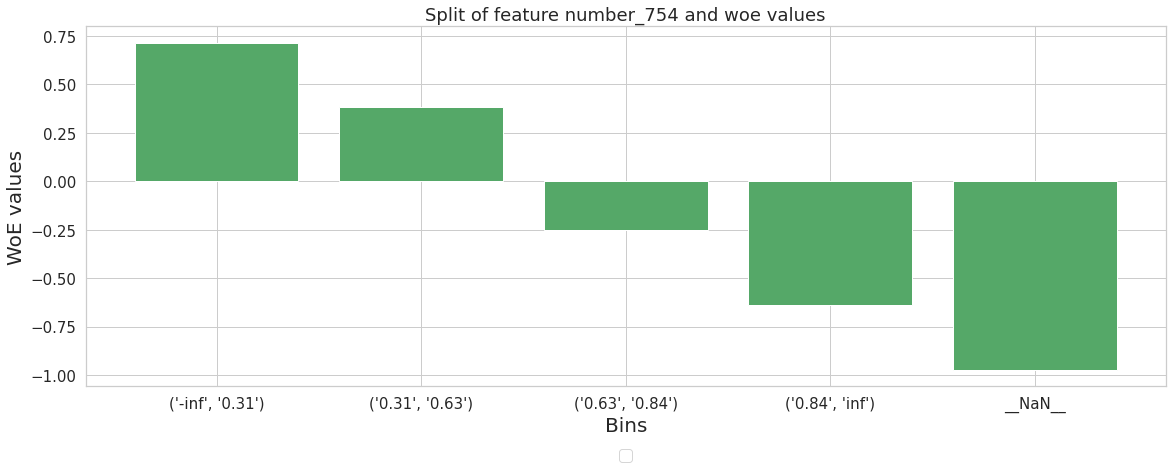 Split of feature number_754 and woe values
WoE values
0.75
0.50
0.25
0.00
−0.25
−0.50
−0.75
−1.00
('-inf', '0.31') ('0.31', '0.63') ('0.63', '0.84') ('0.84', 'inf') __NaN__
Bins